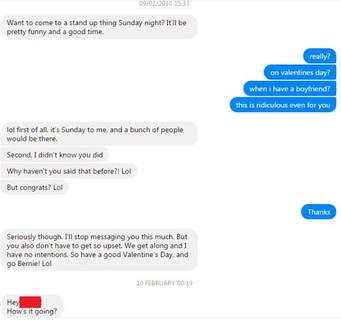 09/02/2016 15:33
Want to come to a stand up thing Sunday night? It'll be
pretty funny and a good time.
really?
on valentines day?
when i have a boyfriend?
this is ridiculous even for you
lol first of all, it's Sunday to me, and a bunch of people
would be there.
Second, I didn't know you did
Why haven't you said that before?! Lol
But congrats? Lol
Thanks
Seriously though. I'll stop messaging you this much. But
you also don't have to get so upset. We get along and I
have no intentions. So have a good Valentine's Day, and
go Bernie! Lol
10 FEBRUARY 00:19
Hey
How's it going?